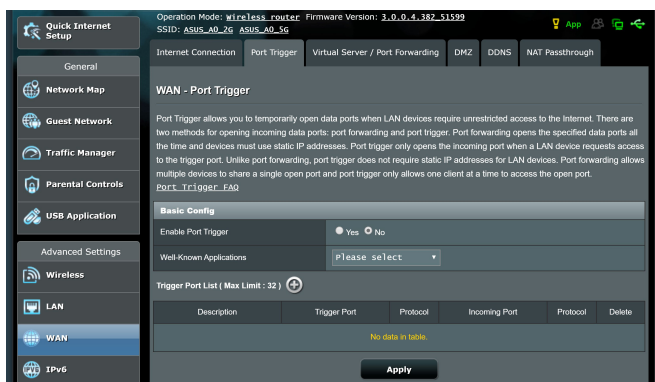 Quick Internet
Setup
General
Network Map
Guest Network
Traffic Manager
Parental Controls
USB Application
Advanced Settings
Wireless
LAN
WAN
IPv6
Operation Mode: Wireless router Firmware Version: 3.0.0.4.382_51599
SSID: ASUS_A0_2G ASUS_A0_5G
App
Internet Connection Port Trigger Virtual Server / Port Forwarding DMZ DDNS NAT Passthrough
WAN - Port Trigger
Port Trigger allows you to temporarily open data ports when LAN devices require unrestricted access to the Internet. There are
two methods for opening incoming data ports: port forwarding and port trigger. Port forwarding opens the specified data ports all
the time and devices must use static IP addresses. Port trigger only opens the incoming port when a LAN device requests access
to the trigger port. Unlike port forwarding, port trigger does not require static IP addresses for LAN devices. Port forwarding allows
multiple devices to share a single open port and port trigger only allows one client at a time to access the open port.
Port Trigger FAQ
Basic Config
Enable Port Trigger Yes No
Well-Known Applications Please select
Trigger Port List ( Max Limit : 32 )
Description Trigger Port Protocol Incoming Port Protocol Delete
No data in table.
Apply